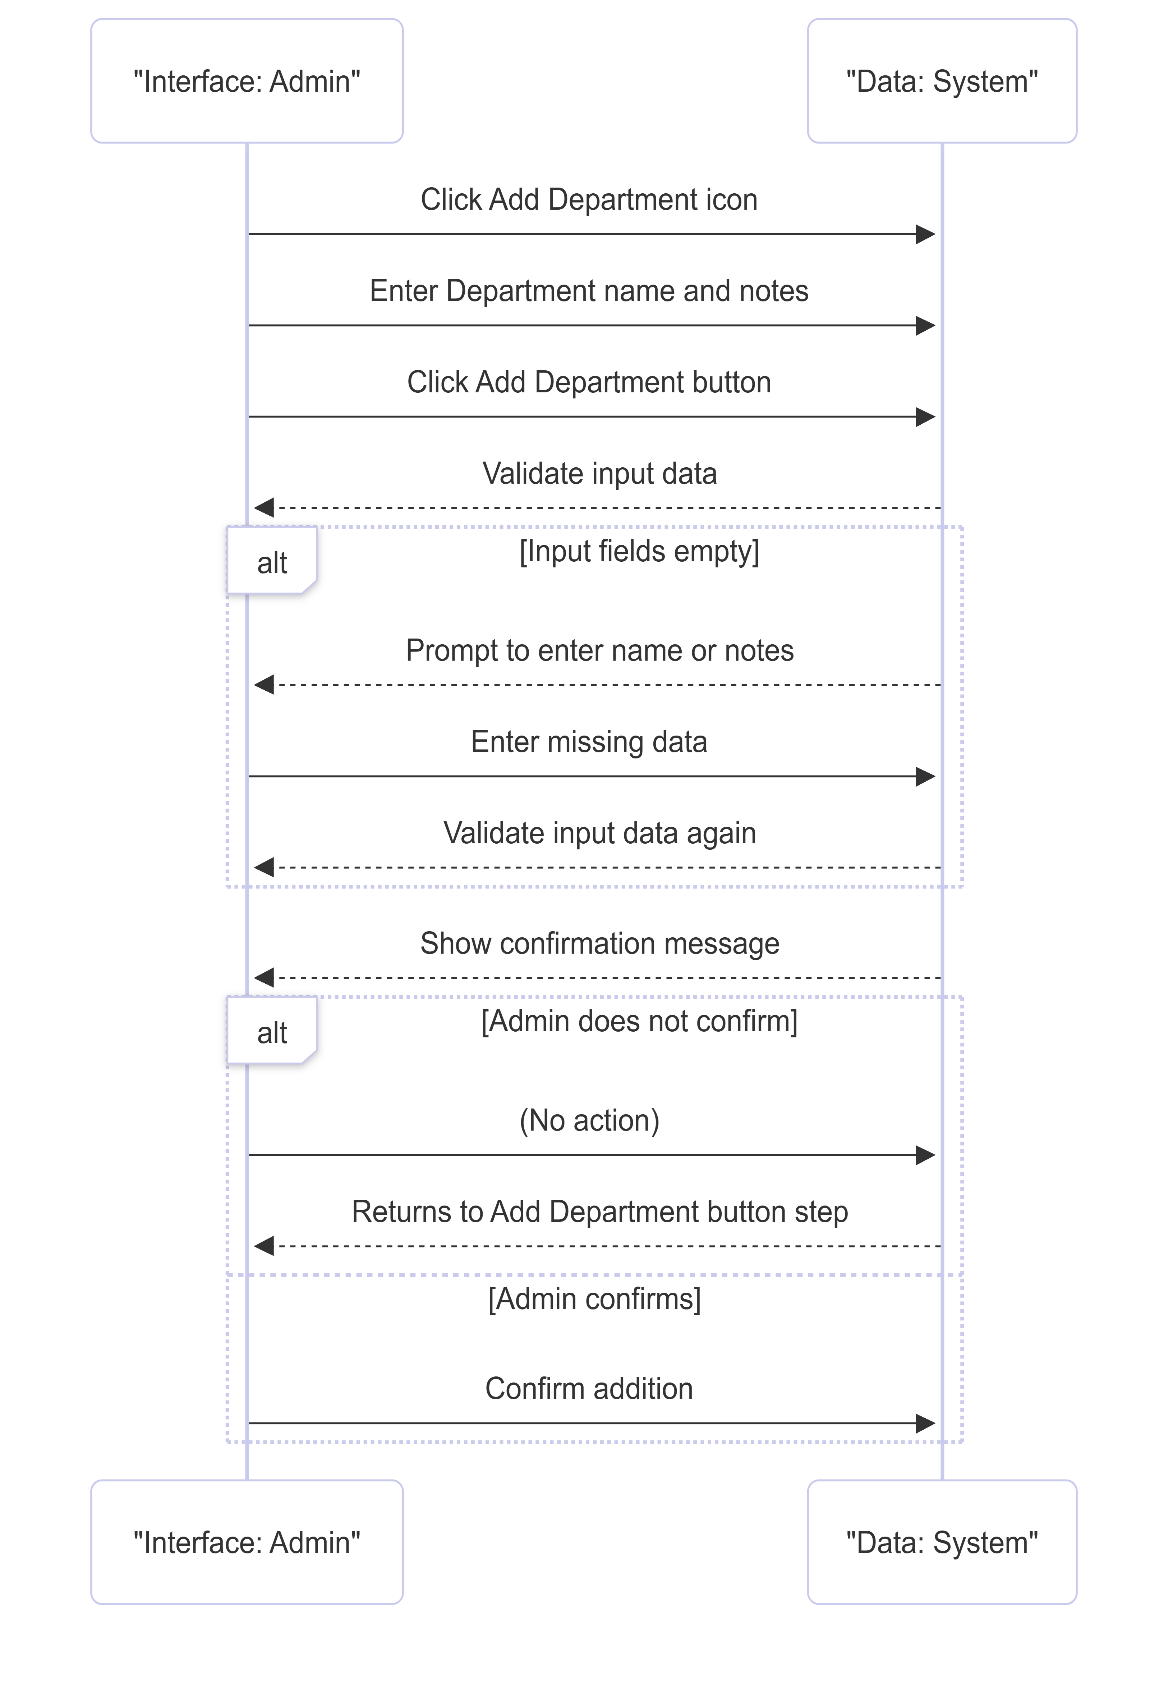 "Interface: Admin"
"Data: System"
Click Add Department icon
Enter Department name and notes
Click Add Department button
Validate input data
alt
[Input fields empty]
Prompt to enter name or notes
Enter missing data
Validate input data again
Show confirmation message
alt
[Admin does not confirm]
(No action)
Returns to Add Department button step
[Admin confirms]
Confirm addition
"Interface: Admin"
"Data: System"